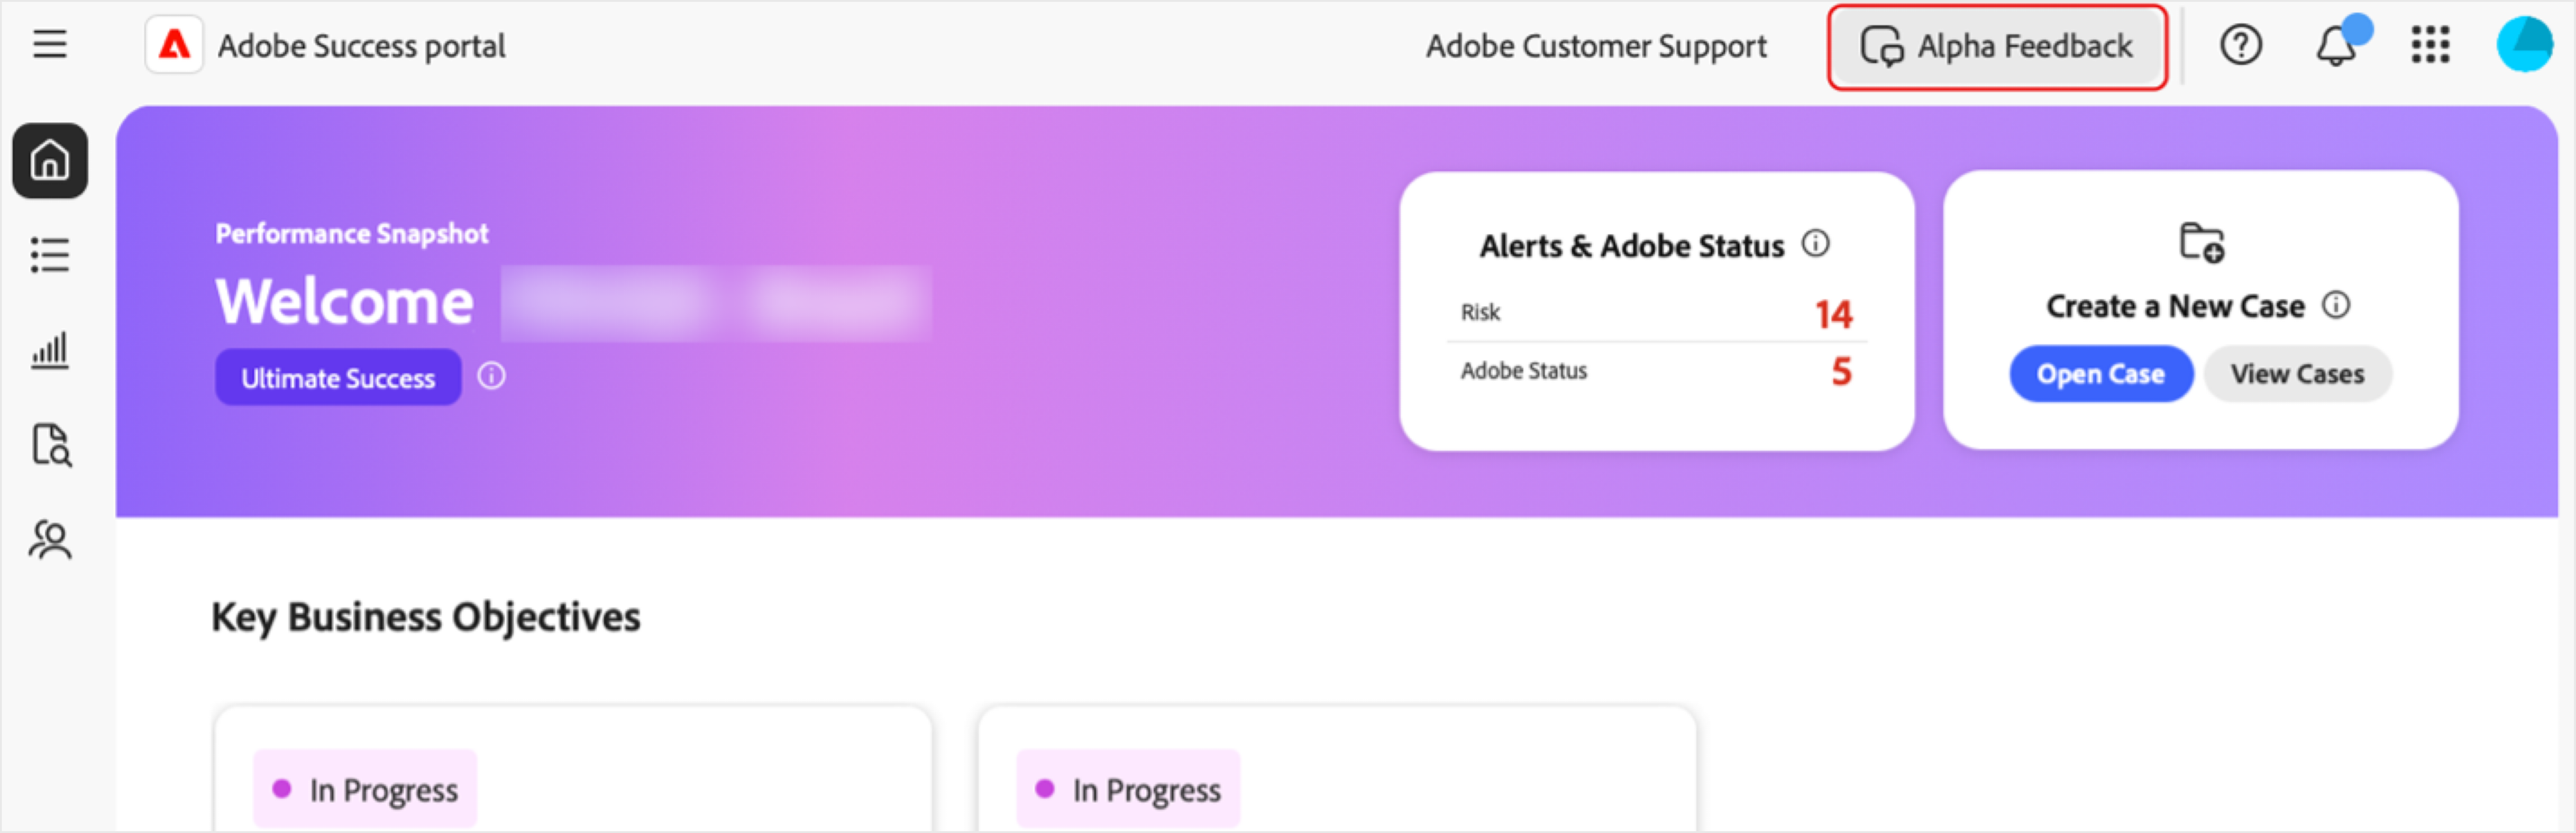 Adobe Success portal
Adobe Customer Support
Alpha Feedback
Performance Snapshot
Welcome
Ultimate Success
Alerts & Adobe Status
Risk 14
Adobe Status 5
Create a New Case
Open Case
View Cases
Key Business Objectives
In Progress
In Progress